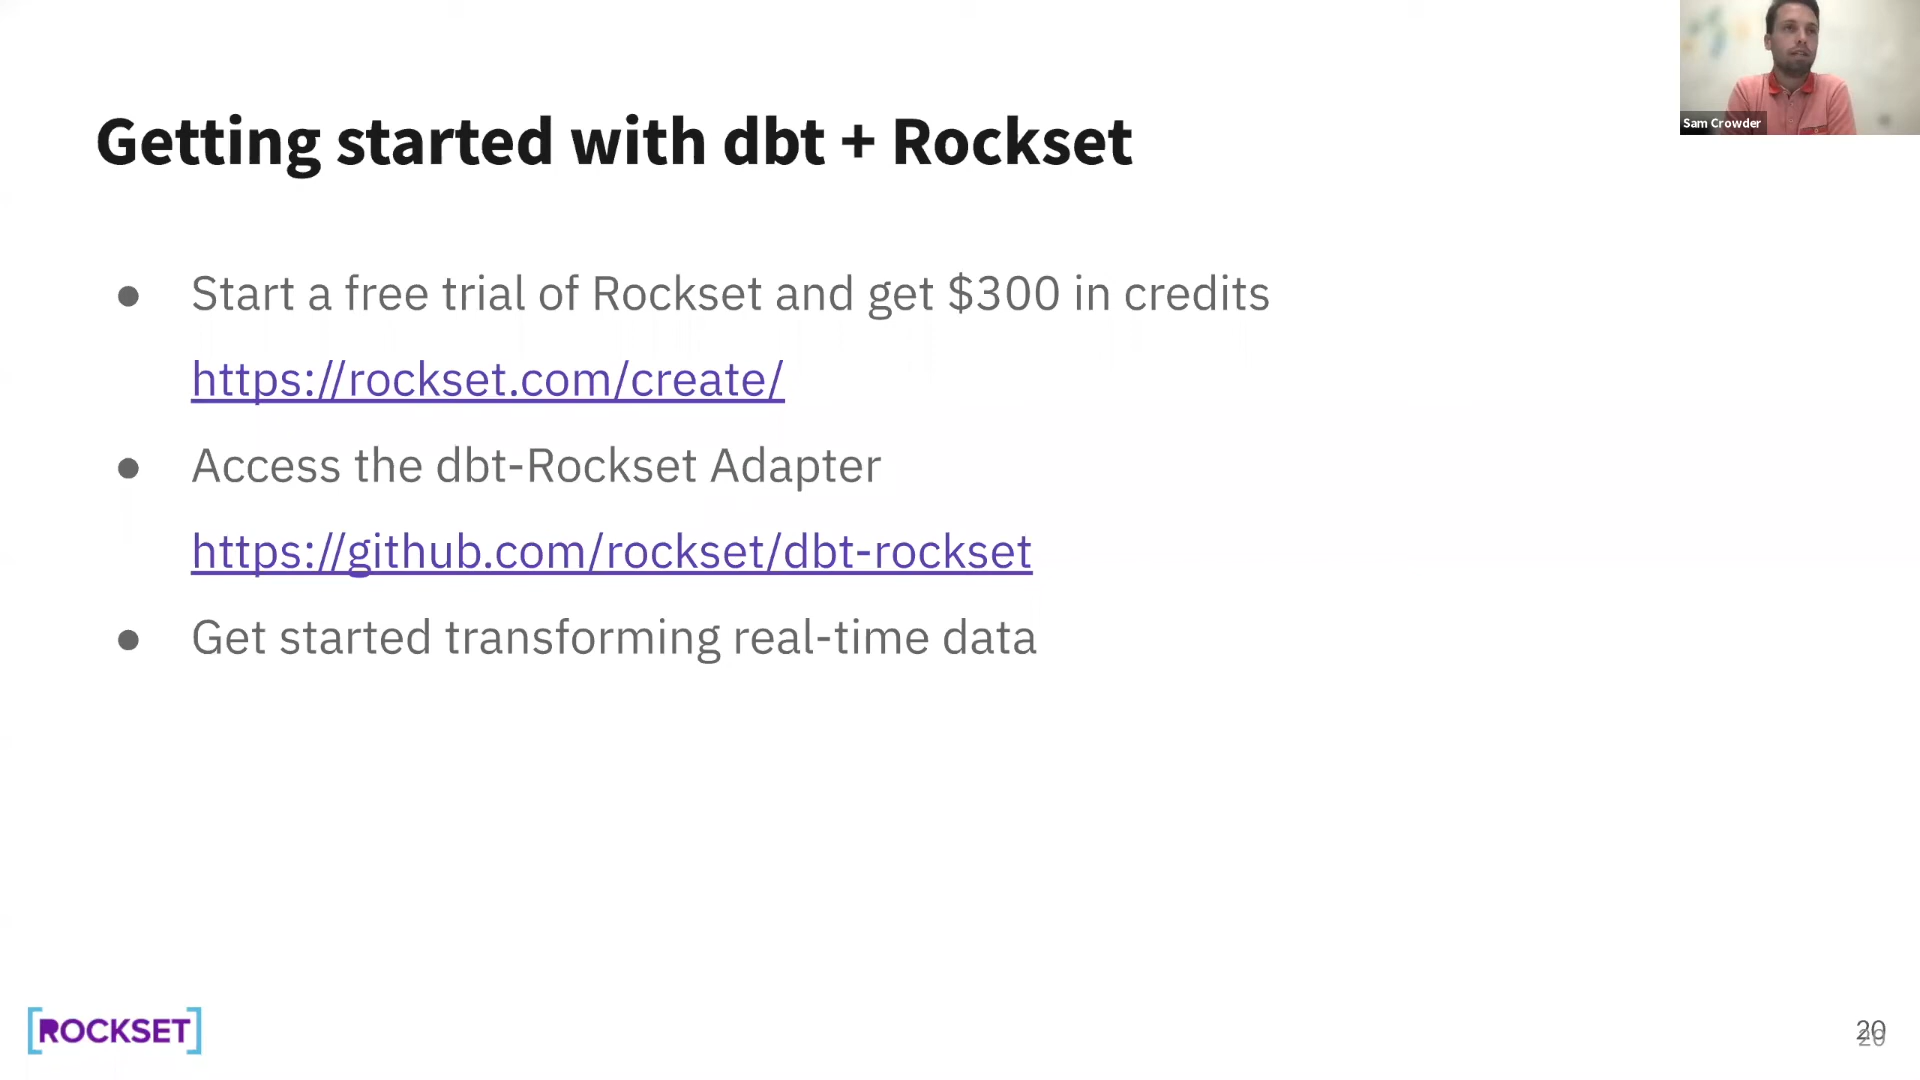 Sam Crowder
Getting started with dbt + Rockset
● Start a free trial of Rockset and get $300 in credits
https://rockset.com/create/
● Access the dbt-Rockset Adapter
https://github.com/rockset/dbt-rockset
● Get started transforming real-time data
[ROCKSET]
20
20